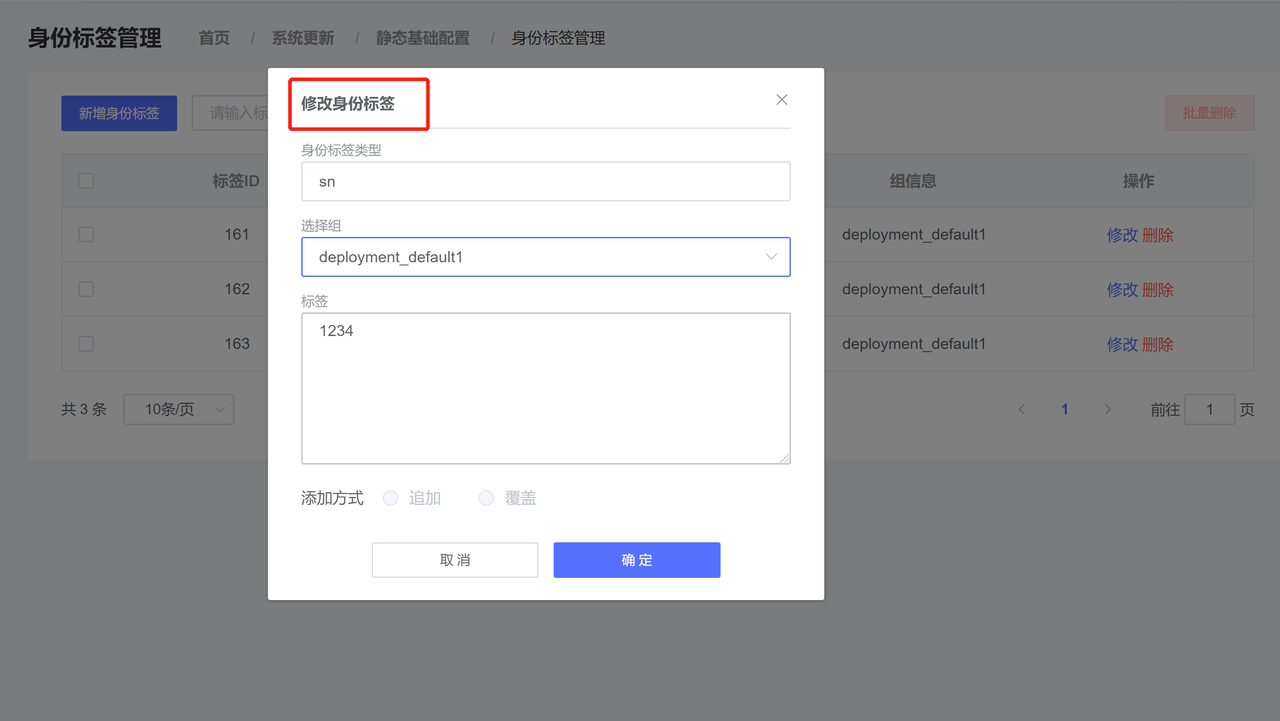 身份标签管理 首页 / 系统更新 / 静态基础配置 / 身份标签管理
新增身份标签 请输入标 批量删除
修改身份标签
身份标签类型
sn
选择组
deployment_default1
标签
1234
添加方式 追加 覆盖
取消 确定
标签ID 组信息 操作
161 deployment_default1 修改 删除
162 deployment_default1 修改 删除
163 deployment_default1 修改 删除
共 3 条 10条/页 1 前往 1 页